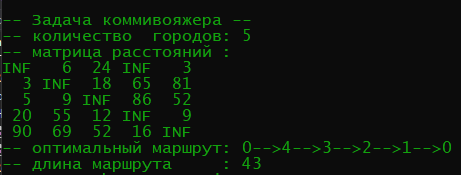 -- Задача коммивояжера --
-- количество  городов: 5
-- матрица расстояний :
INF   6  24 INF   3
  3 INF  18  65  81
  5   9 INF  86  52
 20  55  12 INF   9
 90  69  52  16 INF
-- оптимальный маршрут: 0-->4-->3-->2-->1-->0
-- длина маршрута     : 43